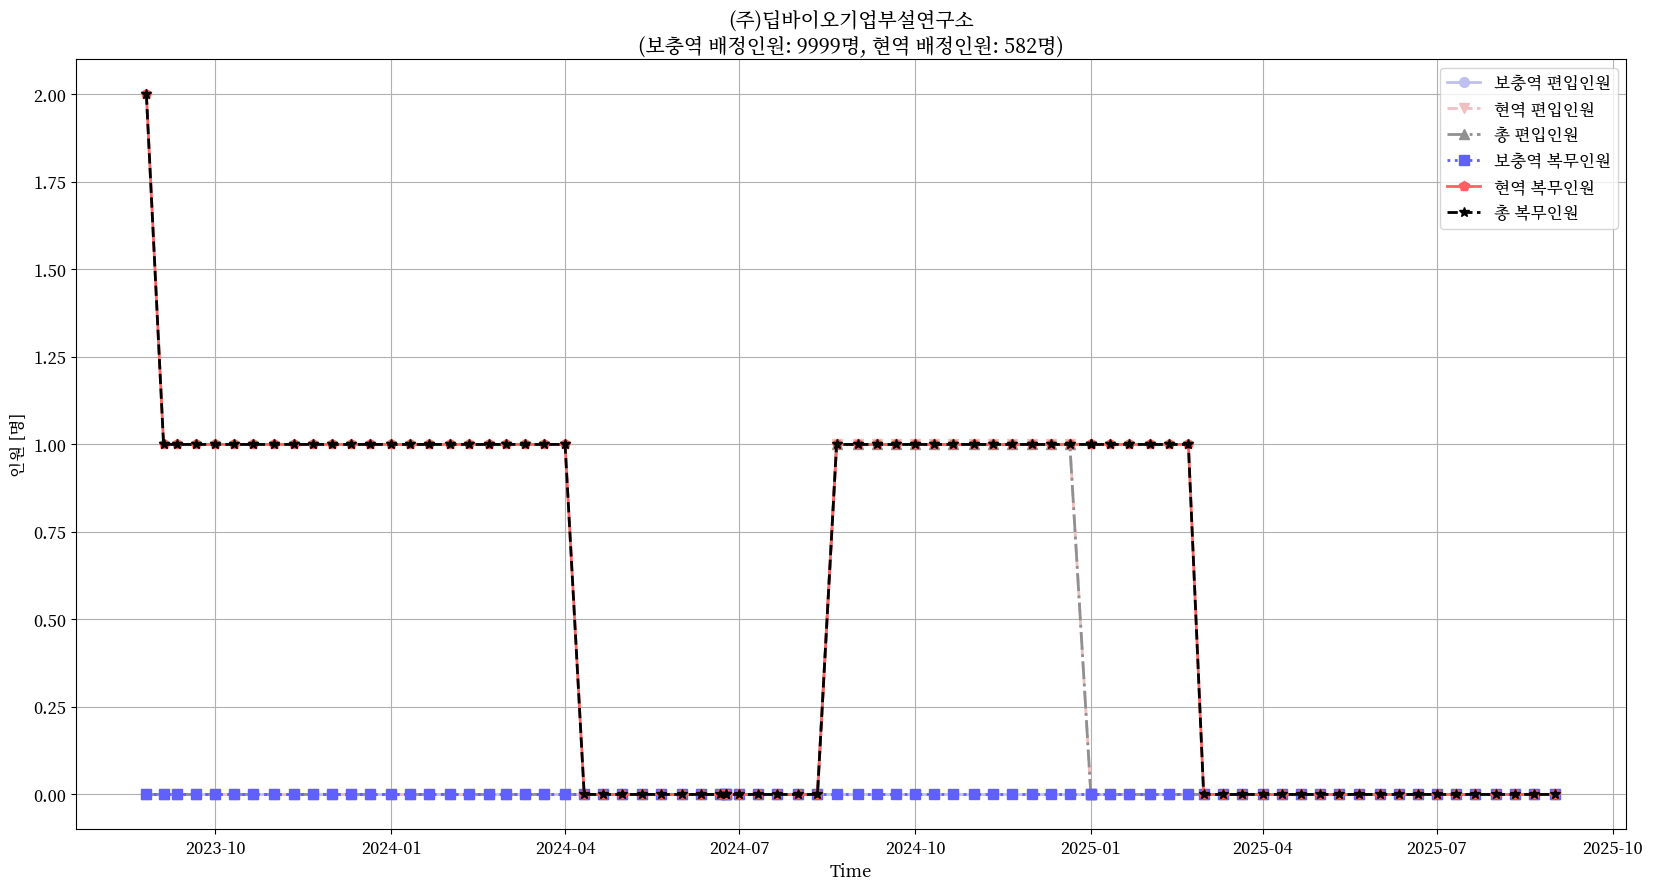 (주)딥바이오기업부설연구소
(보충역 배정인원: 9999명, 현역 배정인원: 582명)
보충역 편입인원
현역 편입인원
총 편입인원
보충역 복무인원
현역 복무인원
총 복무인원
인원 [명]
2.00
1.75
1.50
1.25
1.00
0.75
0.50
0.25
0.00
2023-10
2024-01
2024-04
2024-07
2024-10
2025-01
2025-04
2025-07
2025-10
Time